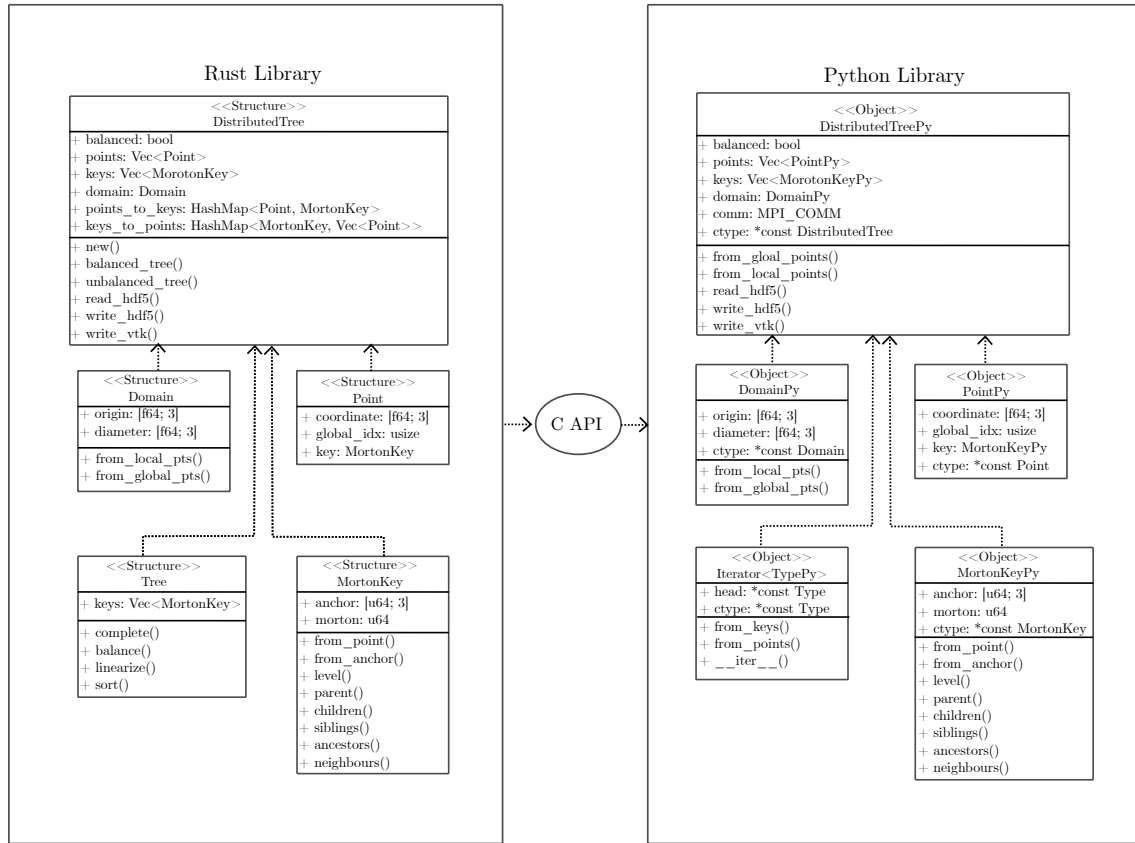 Rust Library
<<Structure>>
DistributedTree
+ balanced: bool
+ points: Vec<Point>
+ keys: Vec<MorotonKey>
+ domain: Domain
+ points_to_keys: HashMap<Point, MortonKey>
+ keys_to_points: HashMap<MortonKey, Vec<Point>>
+ new()
+ balanced_tree()
+ unbalanced_tree()
+ read_hdf5()
+ write_hdf5()
+ write_vtk()
<<Structure>>
Domain
+ origin: [f64; 3]
+ diameter: [f64; 3]
+ from_local_pts()
+ from_global_pts()
<<Structure>>
Point
+ coordinate: [f64; 3]
+ global_idx: usize
+ key: MortonKey
<<Structure>>
Tree
+ keys: Vec<MortonKey>
+ complete()
+ balance()
+ linearize()
+ sort()
<<Structure>>
MortonKey
+ anchor: [u64; 3]
+ morton: u64
+ from_point()
+ from_anchor()
+ level()
+ parent()
+ children()
+ siblings()
+ ancestors()
+ neighbours()
C API
Python Library
<<Object>>
DistributedTreePy
+ balanced: bool
+ points: Vec<PointPy>
+ keys: Vec<MorotonKeyPy>
+ domain: DomainPy
+ comm: MPI_COMM
+ ctype: *const DistributedTree
+ from_gloal_points()
+ from_local_points()
+ read_hdf5()
+ write_hdf5()
+ write_vtk()
<<Object>>
DomainPy
+ origin: [f64; 3]
+ diameter: [f64; 3]
+ ctype: *const Domain
+ from_local_pts()
+ from_global_pts()
<<Object>>
PointPy
+ coordinate: [f64; 3]
+ global_idx: usize
+ key: MortonKeyPy
+ ctype: *const Point
<<Object>>
Iterator<TypePy>
+ head: *const Type
+ ctype: *const Type
+ from_keys()
+ from_points()
+ __iter__()
<<Object>>
MortonKeyPy
+ anchor: [u64; 3]
+ morton: u64
+ ctype: *const MortonKey
+ from_point()
+ from_anchor()
+ level()
+ parent()
+ children()
+ siblings()
+ ancestors()
+ neighbours()